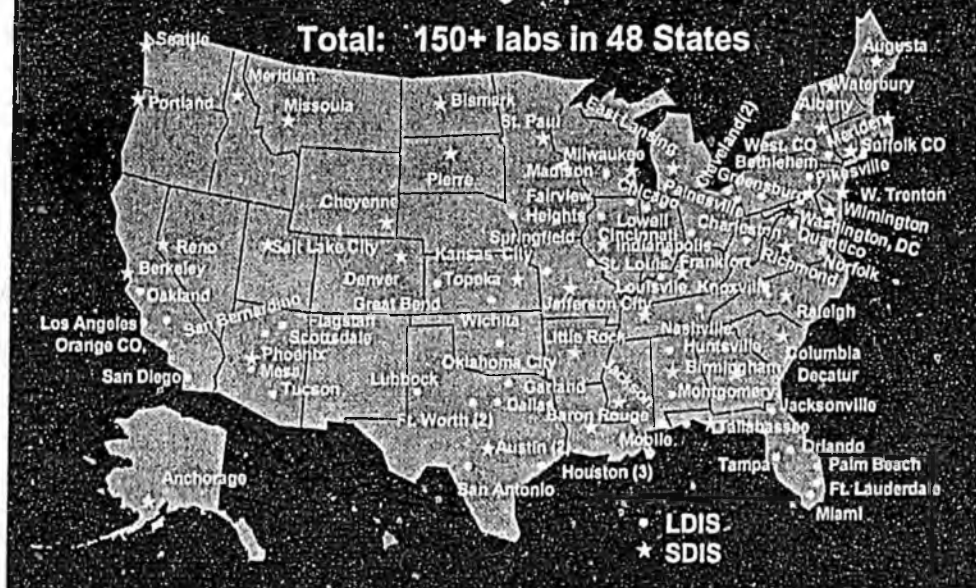 Total: 150+ labs in 48 States
Seattle
Augusta
Meridian
Waterbury
Portland
Missoula
Bismark
Albany
St. Paul
East Lansing
Cleveland(2)
Meriden
West. CO
Suffolk CO
Milwaukee
Bethlehem
Madison
Pikesville
Pierre
Greensburg
Chicago
Painesville
W. Trenton
Cheyenne
Fairview
Heights
Lowell
Wilmington
Charleston
Washington, DC
Springfield
Cincinnati
Quantico
Reno
Salt Lake City
Kansas City
Indianapolis
Richmond
Norfolk
Berkeley
Denver
Topeka
St. Louis
Frankfort
Oakland
Great Bend
Louisville
Knoxville
San Bernardino
Jefferson City
Raleigh
Los Angeles
Flagstaff
Wichita
Nashville
Orange CO,
Scottsdale
Little Rock
Huntsville
Phoenix
Oklahoma City
Columbia
San Diego
Mesa
Birmingham
Decatur
Tucson
Lubbock
Garland
Jackson
Montgomery
Dallas
Jacksonville
Ft. Worth (2)
Baron Rouge
Tallahassee
Austin (2)
Mobile
Orlando
Anchorage
Houston (3)
Tampa
Palm Beach
San Antonio
Ft. Lauderdale
Miami
LDIS
SDIS